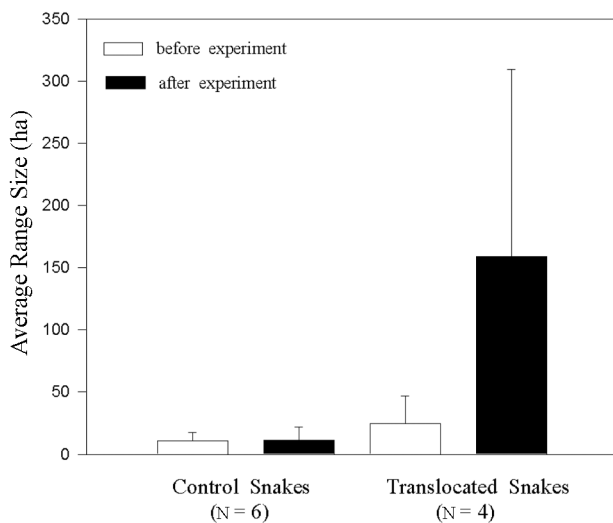 350
before experiment
300
after experiment
250
200
150
100
50
0
Average Range Size (ha)
Control Snakes
(N = 6)
Translocated Snakes
(N = 4)